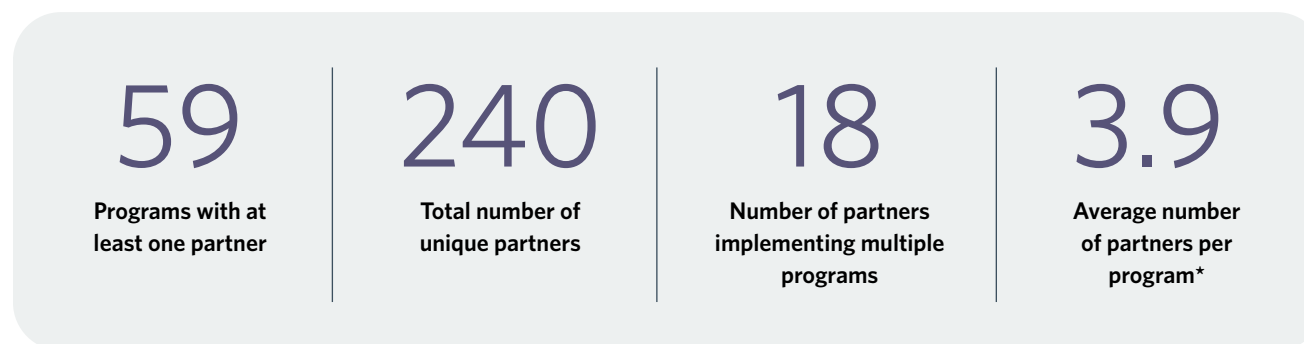 59
Programs with at
least one partner
240
Total number of
unique partners
18
Number of partners
implementing multiple
programs
3.9
Average number
of partners per
program*